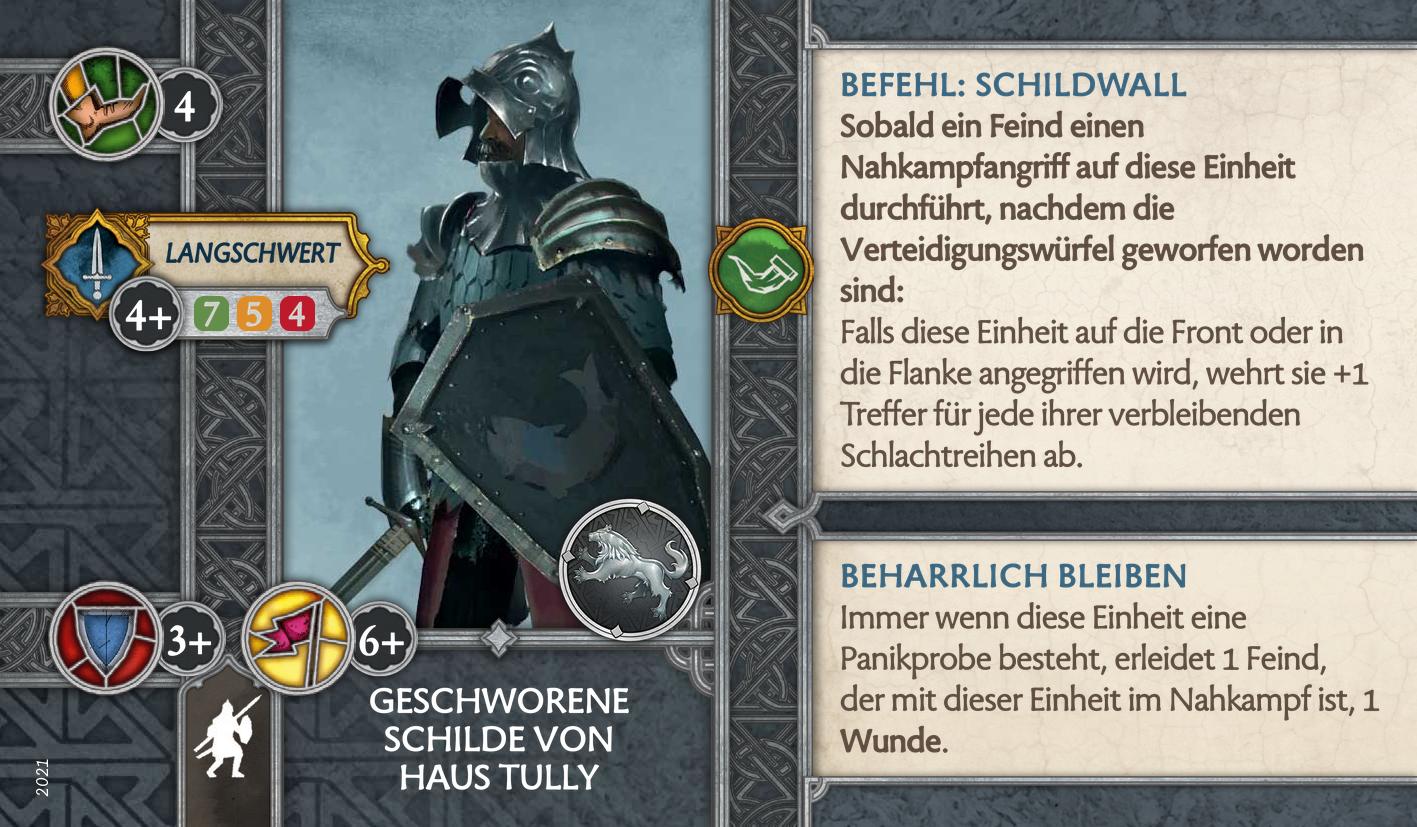 4
LANGSCHWERT
4+ 7 5 4
3+
6+
GESCHWORENE
SCHILDE VON
HAUS TULLY
2021
BEFEHL: SCHILDWALL
Sobald ein Feind einen
Nahkampfangriff auf diese Einheit
durchführt, nachdem die
Verteidigungswürfel geworfen worden
sind:
Falls diese Einheit auf die Front oder in
die Flanke angegriffen wird, wehrt sie +1
Treffer für jede ihrer verbleibenden
Schlachtreihen ab.
BEHARRLICH BLEIBEN
Immer wenn diese Einheit eine
Panikprobe besteht, erleidet 1 Feind,
der mit dieser Einheit im Nahkampf ist, 1
Wunde.